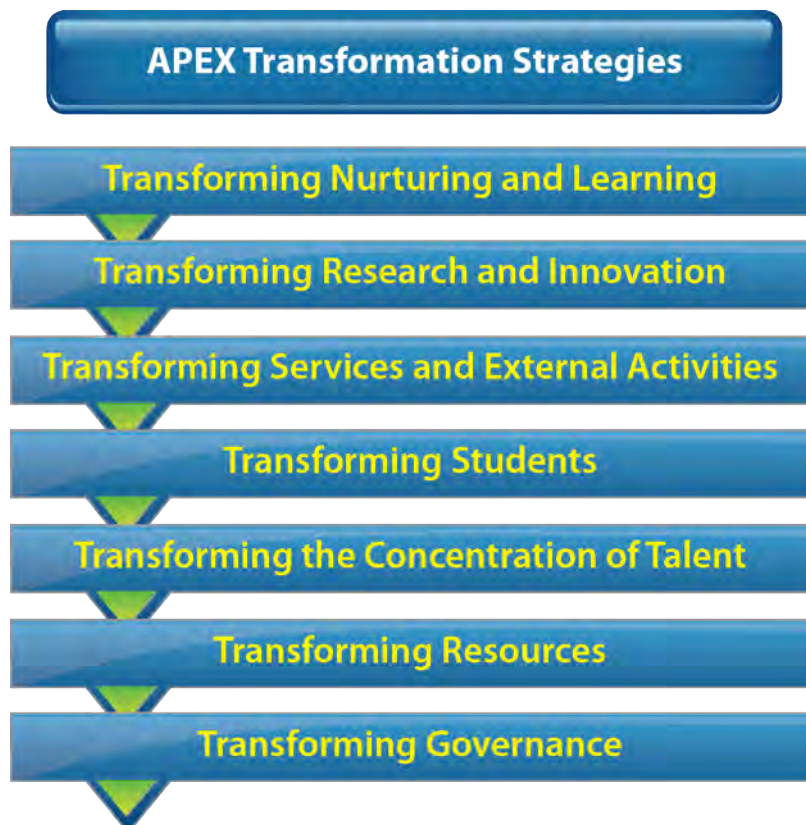 APEX Transformation Strategies
Transforming Nurturing and Learning
Transforming Research and Innovation
Transforming Services and External Activities
Transforming Students
Transforming the Concentration of Talent
Transforming Resources
Transforming Governance